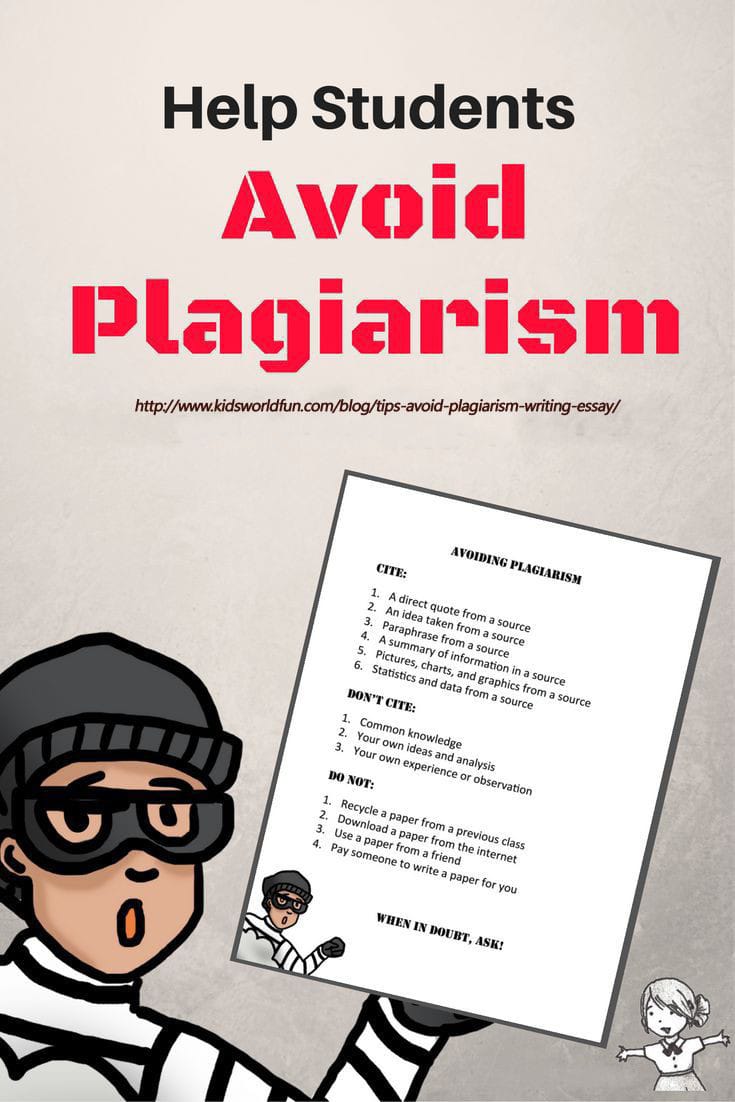 Help Students
Avoid
Plagiarism
http://www.kidsworldfun.com/blog/tips-avoid-plagiarism-writing-essay/
AVOIDING PLAGIARISM
CITE:
1. A direct quote from a source
2. An idea taken from a source
3. Paraphrase from a source
4. A summary of information in a source
5. Pictures, charts, and graphics from a source
6. Statistics and data from a source
DON'T CITE:
1. Common knowledge
2. Your own ideas and analysis
3. Your own experience or observation
DO NOT:
1. Recycle a paper from a previous class
2. Download a paper from the internet
3. Use a paper from a friend
4. Pay someone to write a paper for you
WHEN IN DOUBT, ASK!